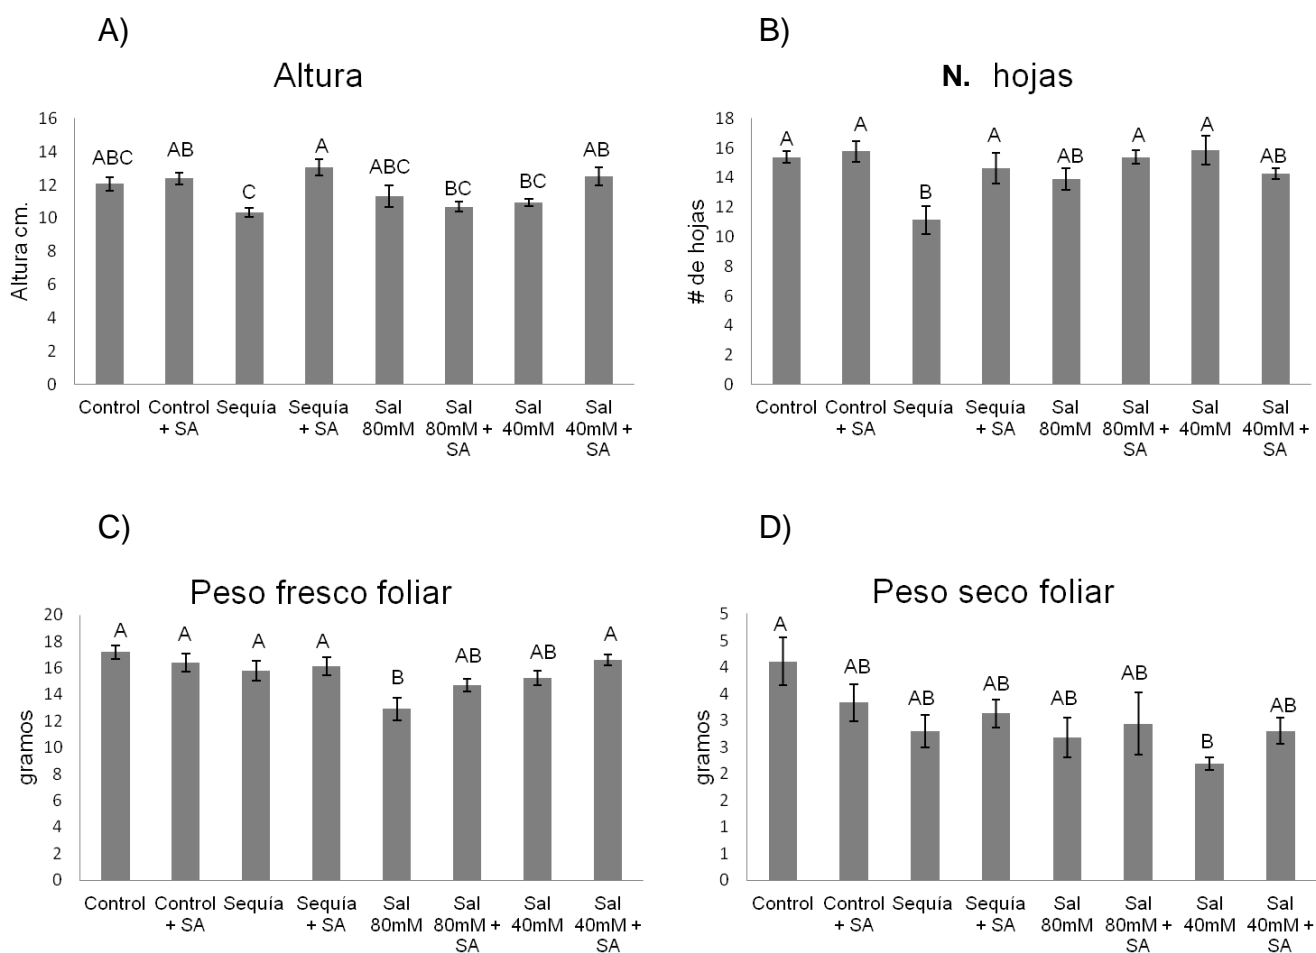 A)
Altura
Altura cm.
16
14
12
10
8
6
4
2
0
ABC
AB
C
A
ABC
BC
BC
AB
Control
Control + SA
Sequía
Sequía + SA
Sal 80mM
Sal 80mM + SA
Sal 40mM
Sal 40mM + SA
B)
N. hojas
# de hojas
18
16
14
12
10
8
6
4
2
0
A
A
B
A
AB
A
A
AB
Control
Control + SA
Sequía
Sequía + SA
Sal 80mM
Sal 80mM + SA
Sal 40mM
Sal 40mM + SA
C)
Peso fresco foliar
gramos
20
18
16
14
12
10
8
6
4
2
0
A
A
A
A
B
AB
AB
A
Control
Control + SA
Sequía
Sequía + SA
Sal 80mM
Sal 80mM + SA
Sal 40mM
Sal 40mM + SA
D)
Peso seco foliar
gramos
5
5
4
4
3
3
2
2
1
1
0
A
AB
AB
AB
AB
AB
B
AB
Control
Control + SA
Sequía
Sequía + SA
Sal 80mM
Sal 80mM + SA
Sal 40mM
Sal 40mM + SA